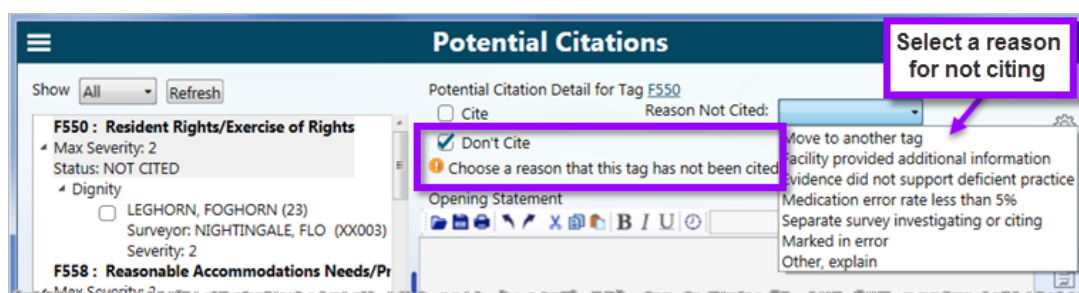 Potential Citations
Select a reason
for not citing
Show All Refresh
F550 : Resident Rights/Exercise of Rights
Max Severity: 2
Status: NOT CITED
Dignity
LEGHORN, FOGHORN (23)
Surveyor: NIGHTINGALE, FLO (XX003)
Severity: 2
F558 : Reasonable Accommodations Needs/Pr
Max Severity:
Potential Citation Detail for Tag F550
Cite
Reason Not Cited:
Don't Cite
Choose a reason that this tag has not been cited
Opening Statement
B I U
Move to another tag
Facility provided additional information
Evidence did not support deficient practice
Medication error rate less than 5%
Separate survey investigating or citing
Marked in error
Other, explain